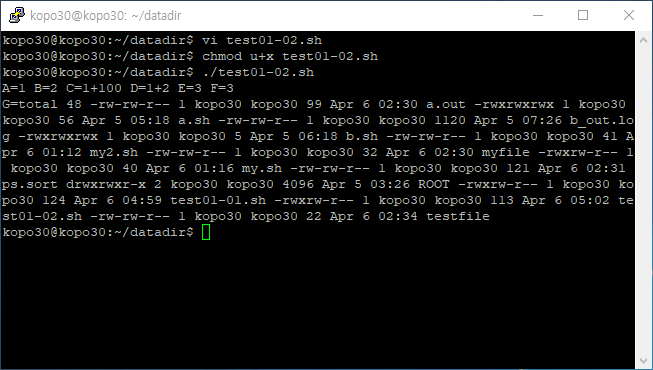 kopo30@kopo30: ~/datadir
kopo30@kopo30:~/datadir$ vi test01-02.sh
kopo30@kopo30:~/datadir$ chmod u+x test01-02.sh
kopo30@kopo30:~/datadir$ ./test01-02.sh
A=1 B=2 C=1+100 D=1+2 E=3 F=3
G=total 48 -rw-rw-r-- 1 kopo30 kopo30 99 Apr 6 02:30 a.out -rwxrwxrwx 1 kopo30
kopo30 56 Apr 5 05:18 a.sh -rw-rw-r-- 1 kopo30 kopo30 1120 Apr 5 07:26 b_out.lo
g -rwxrwxrwx 1 kopo30 kopo30 5 Apr 5 06:18 b.sh -rw-rw-r-- 1 kopo30 kopo30 41 A
pr 6 01:12 my2.sh -rw-rw-r-- 1 kopo30 kopo30 32 Apr 6 02:30 myfile -rw-rw-r-- 1
kopo30 kopo30 40 Apr 6 01:16 my.sh -rw-rw-r-- 1 kopo30 kopo30 121 Apr 6 02:31
ps.sort drwxrwxr-x 2 kopo30 kopo30 4096 Apr 5 03:26 ROOT -rwxrw-r-- 1 kopo30 ko
po30 124 Apr 6 04:59 test01-01.sh -rwxrw-r-- 1 kopo30 kopo30 113 Apr 6 05:02 te
st01-02.sh -rw-rw-r-- 1 kopo30 kopo30 22 Apr 6 02:34 testfile
kopo30@kopo30:~/datadir$